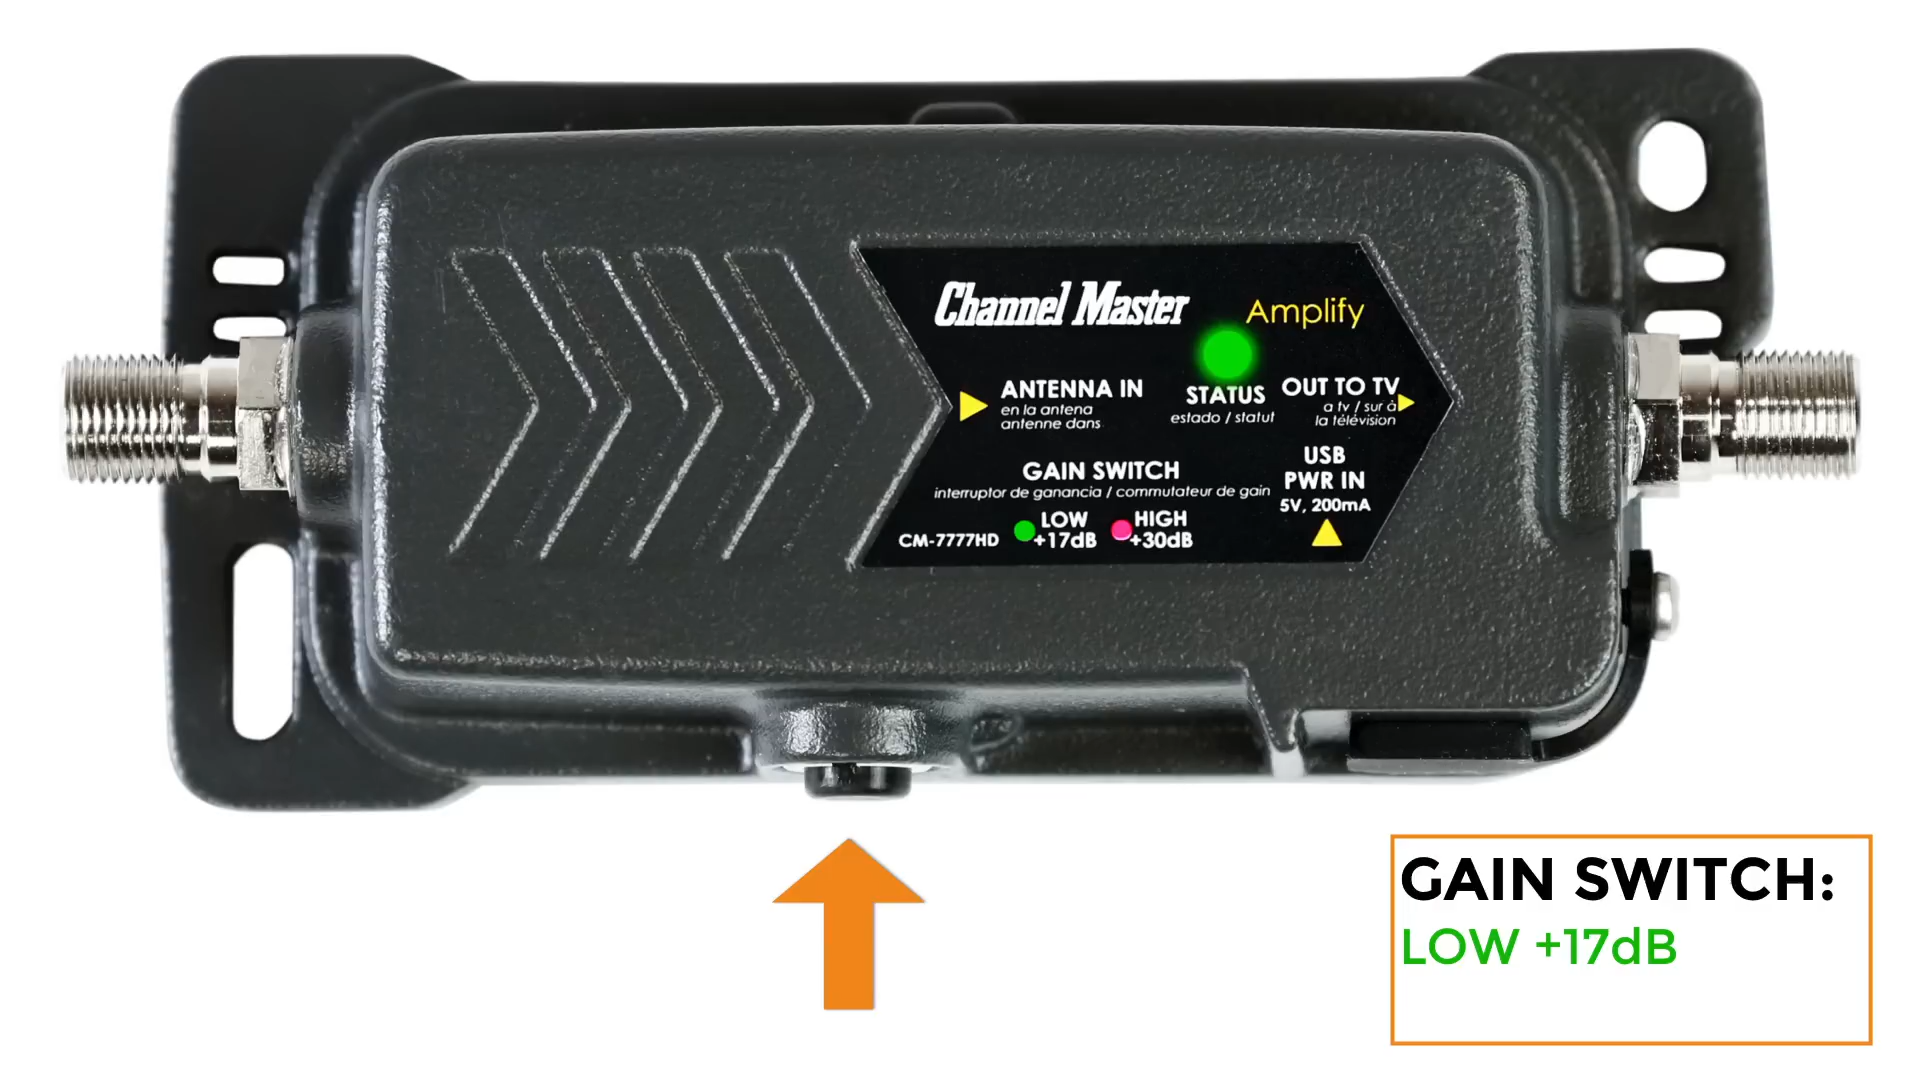 Channel Master Amplify
ANTENNA IN
en la antena
antenne dans
STATUS
estado / statut
OUT TO TV
a tv / sur à
la télévision
GAIN SWITCH
interruptor de ganancia / commutateur de gain
USB
PWR IN
5V, 200mA
CM-7777HD
LOW
+17dB
HIGH
+30dB
GAIN SWITCH:
LOW +17dB